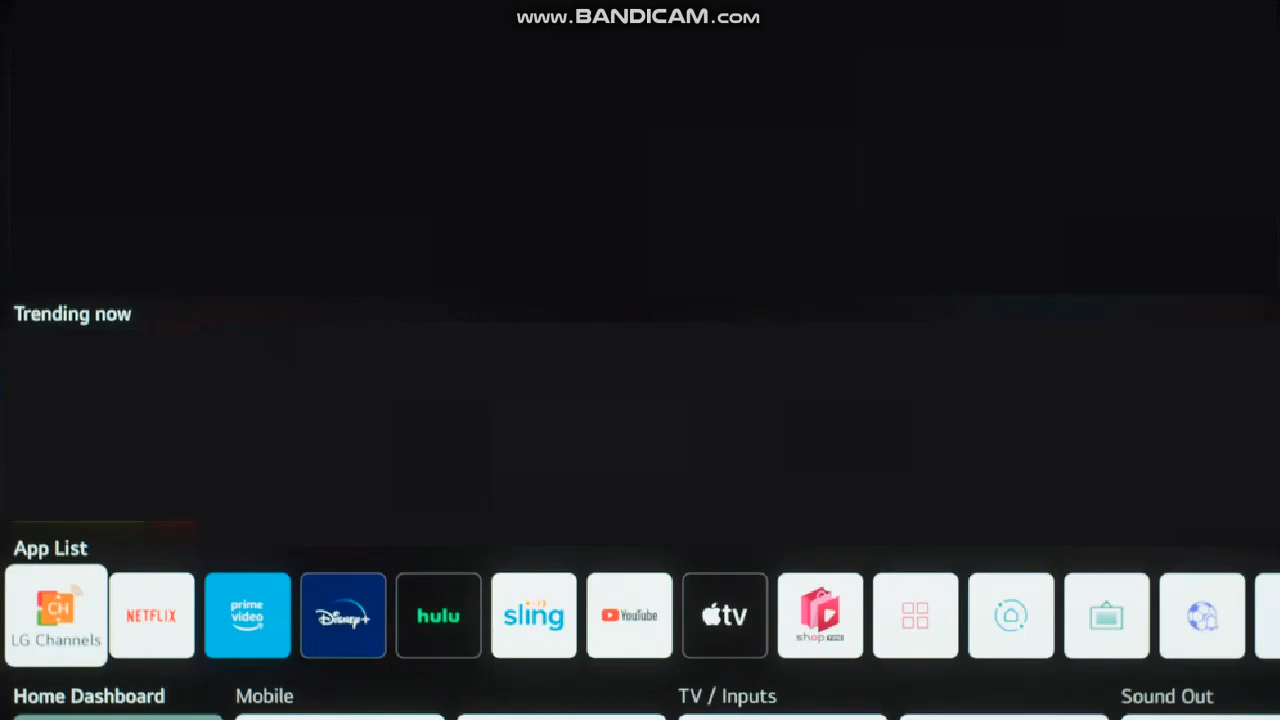 www.BANDICAM.com
Trending now
App List
CH
LG Channels
NETFLIX
prime
video
Disney+
hulu
sling
YouTube
tv
shop TIME
Home Dashboard
Mobile
TV / Inputs
Sound Out